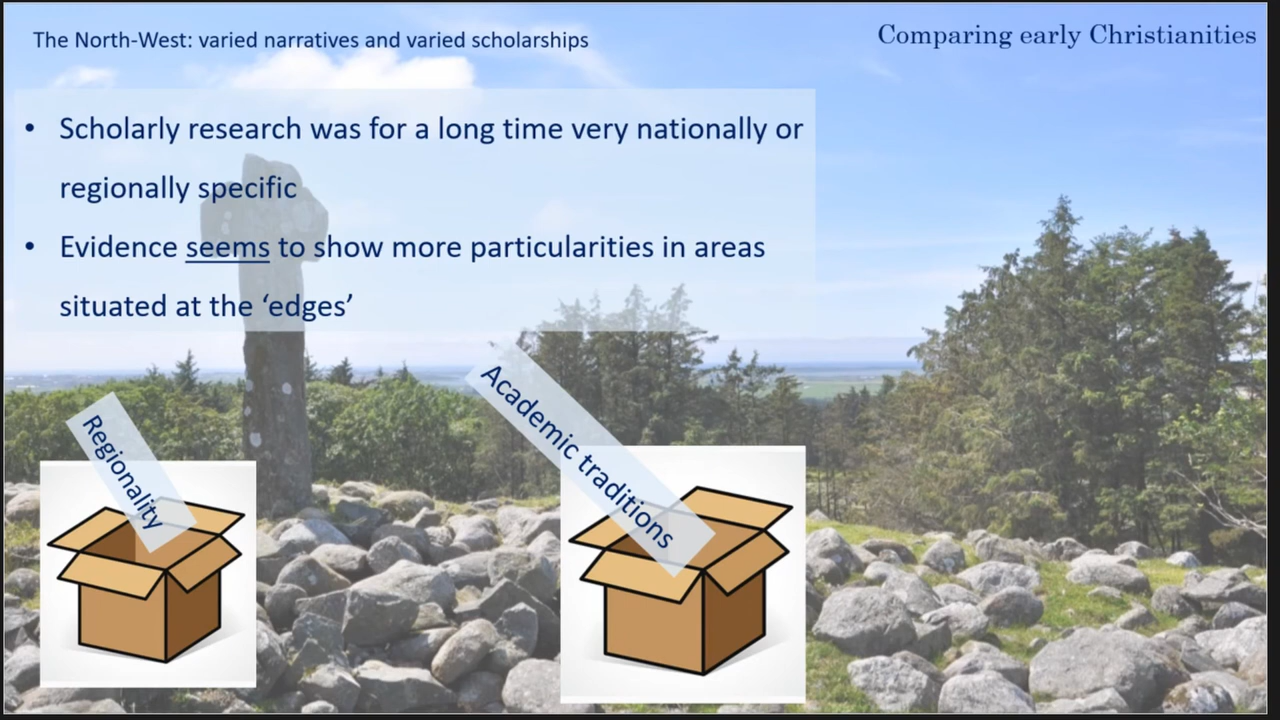 The North-West: varied narratives and varied scholarships
Comparing early Christianities
• Scholarly research was for a long time very nationally or
regionally specific
• Evidence seems to show more particularities in areas
situated at the ‘edges’
Regionality
Academic traditions